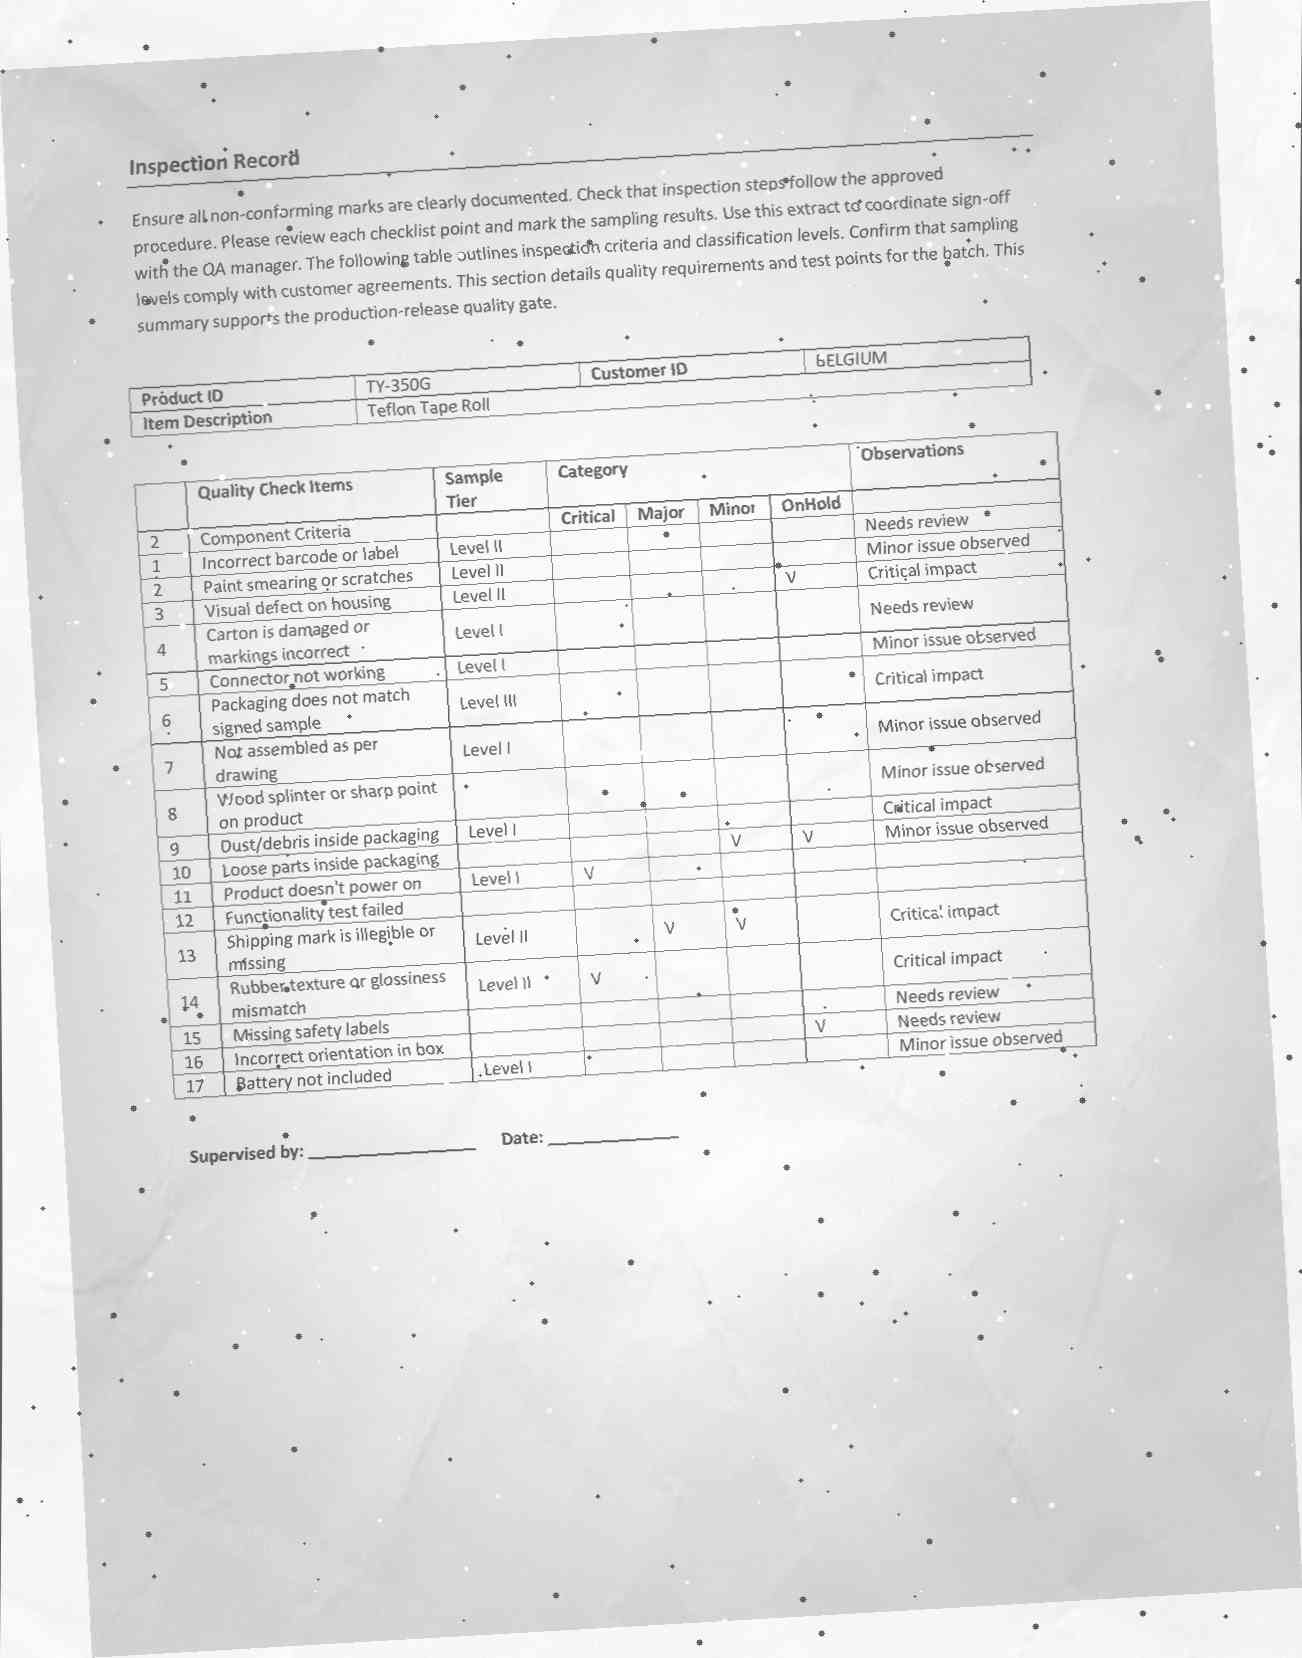 Inspection Record
Ensure all non-conforming marks are clearly documented. Check that inspection steps follow the approved
procedure. Please review each checklist point and mark the sampling results. Use this extract to coordinate sign-off
with the QA manager. The following table outlines inspection criteria and classification levels. Confirm that sampling
levels comply with customer agreements. This section details quality requirements and test points for the batch. This
summary supports the production-release quality gate.
Product ID TY-350G Customer ID BELGIUM
Item Description Teflon Tape Roll
Quality Check Items Sample Tier Category Observations
Critical Major Minor OnHold
2 Component Criteria
1 Incorrect barcode or label Level II Needs review
2 Paint smearing or scratches Level II Minor issue observed
3 Visual defect on housing Level II V Critical impact
4 Carton is damaged or markings incorrect Level I Needs review
5 Connector not working Level I Minor issue observed
6 Packaging does not match signed sample Level III Critical impact
7 Not assembled as per drawing Level I Minor issue observed
8 Wood splinter or sharp point on product Minor issue observed
9 Dust/debris inside packaging Level I Critical impact
10 Loose parts inside packaging V V Minor issue observed
11 Product doesn't power on Level I V
12 Functionality test failed
13 Shipping mark is illegible or missing Level II V V Critical impact
14 Rubber texture or glossiness mismatch Level II V Critical impact
15 Missing safety labels Needs review
16 Incorrect orientation in box V Needs review
17 Battery not included Level I Minor issue observed
Supervised by: Date: